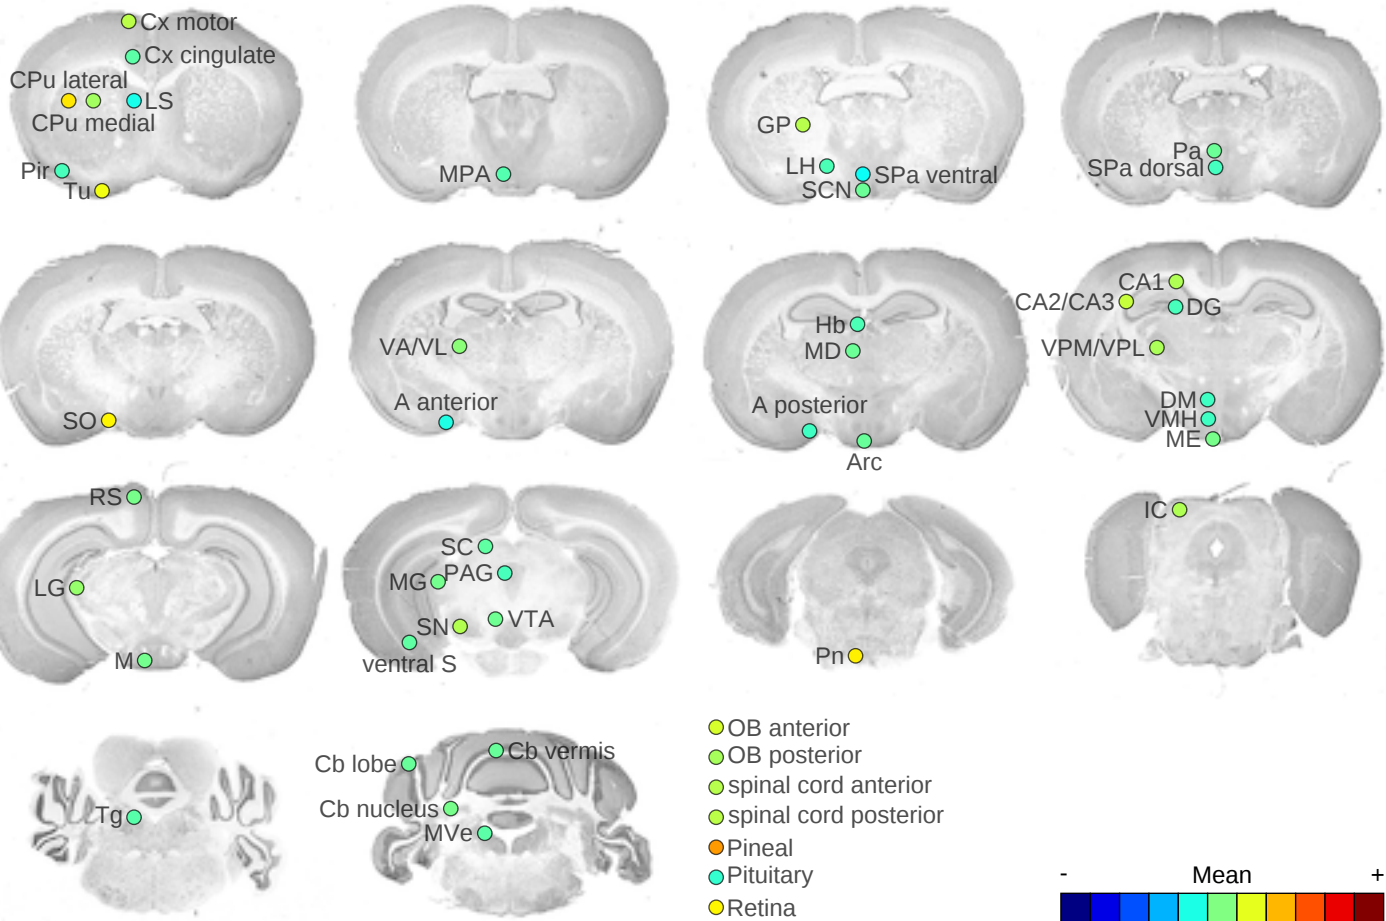 Cx motor
Cx cingulate
CPu lateral
LS
CPu medial
Pir
Tu
MPA
GP
LH
SPa ventral
SCN
Pa
SPa dorsal
SO
VA/VL
A anterior
Hb
MD
A posterior
Arc
CA1
CA2/CA3
DG
VPM/VPL
DM
VMH
ME
RS
LG
M
SC
MG
PAG
SN
VTA
ventral S
Pn
IC
Tg
Cb lobe
Cb vermis
Cb nucleus
MVe
OB anterior
OB posterior
spinal cord anterior
spinal cord posterior
Pineal
Pituitary
Retina
- Mean +